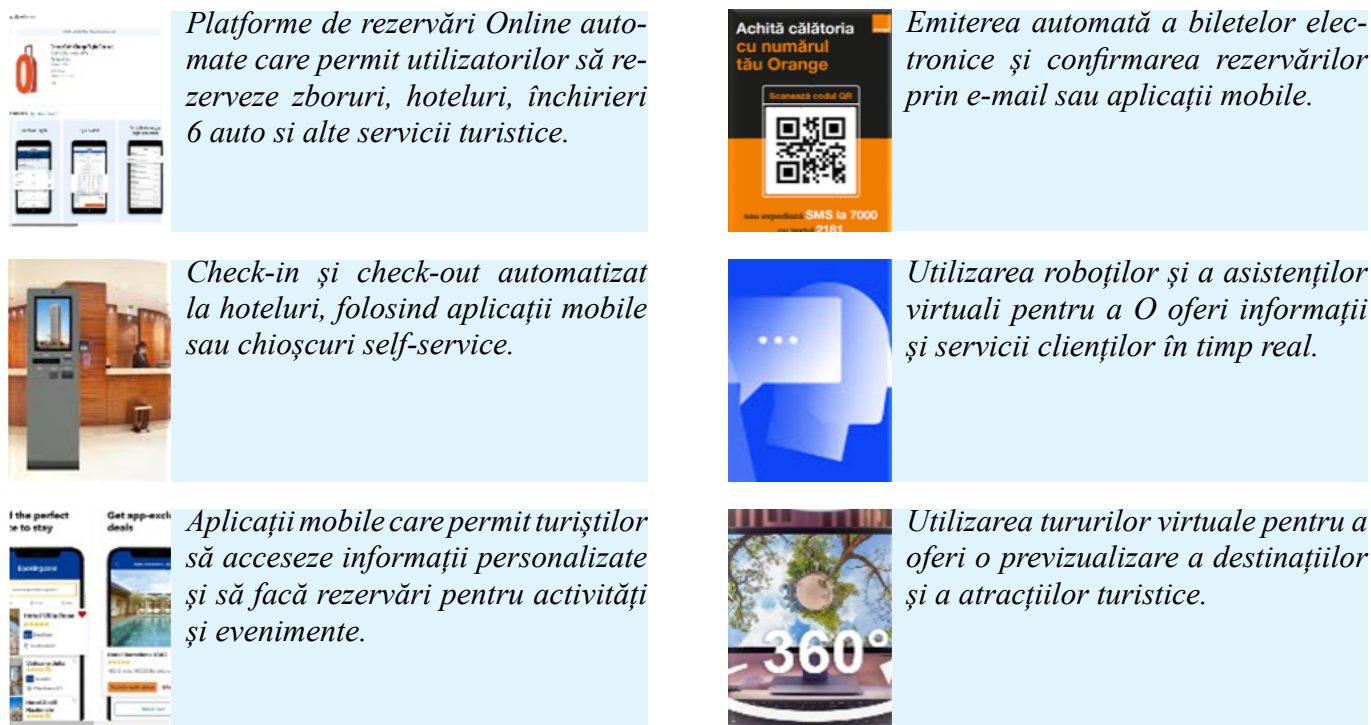 Platforme de rezervări Online auto-
mate care permit utilizatorilor să re-
zerveze zboruri, hoteluri, închirieri
6 auto si alte servicii turistice.
Achită călătoria
cu numărul
tău Orange
Scanează codul QR
sau expediază SMS la 7000
cu textul 2181
Emiterea automată a biletelor elec-
tronice și confirmarea rezervărilor
prin e-mail sau aplicații mobile.
Check-in și check-out automatizat
la hoteluri, folosind aplicații mobile
sau chioșcuri self-service.
Utilizarea roboților și a asistenților
virtuali pentru a O oferi informații
și servicii clienților în timp real.
the perfect
to stay
Booking.com
Get app-excl
deals
Aplicații mobile care permit turiștilor
să acceseze informații personalizate
și să facă rezervări pentru activități
și evenimente.
360°
Utilizarea tururilor virtuale pentru a
oferi o previzualizare a destinațiilor
și a atracțiilor turistice.